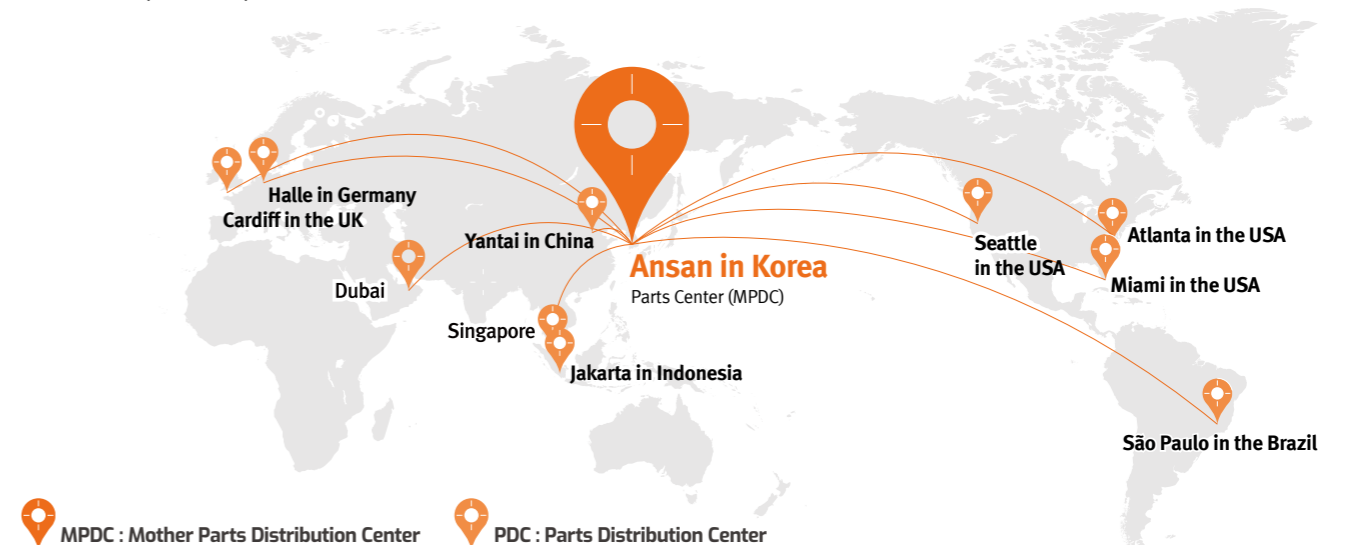 Halle in Germany
Cardiff in the UK
Yantai in China
Dubai
Ansan in Korea
Parts Center (MPDC)
Singapore
Jakarta in Indonesia
Seattle
in the USA
Atlanta in the USA
Miami in the USA
São Paulo in the Brazil
MPDC : Mother Parts Distribution Center
PDC : Parts Distribution Center